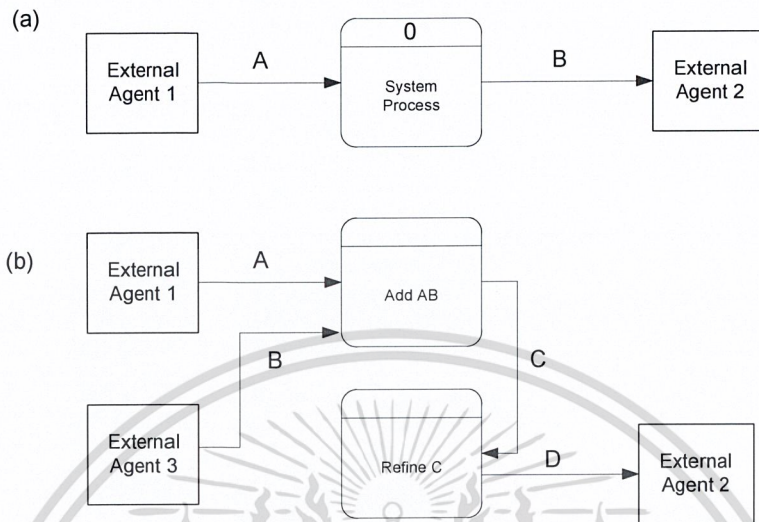 (a)
External
Agent 1
A
0
System
Process
B
External
Agent 2
(b)
External
Agent 1
A
Add AB
B
C
External
Agent 3
Refine C
D
External
Agent 2